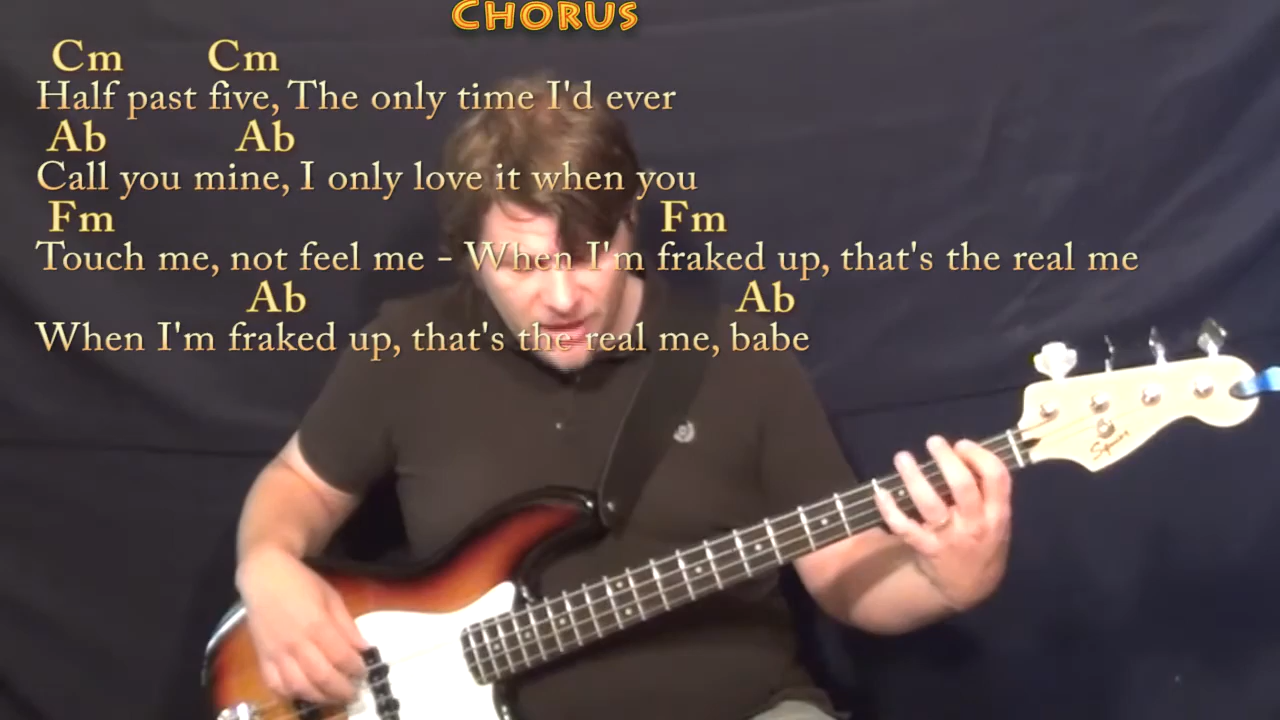 CHORUS
Cm Cm
Half past five, The only time I'd ever
Ab Ab
Call you mine, I only love it when you
Fm Fm
Touch me, not feel me - When I'm fraked up, that's the real me
Ab Ab
When I'm fraked up, that's the real me, babe
Squier